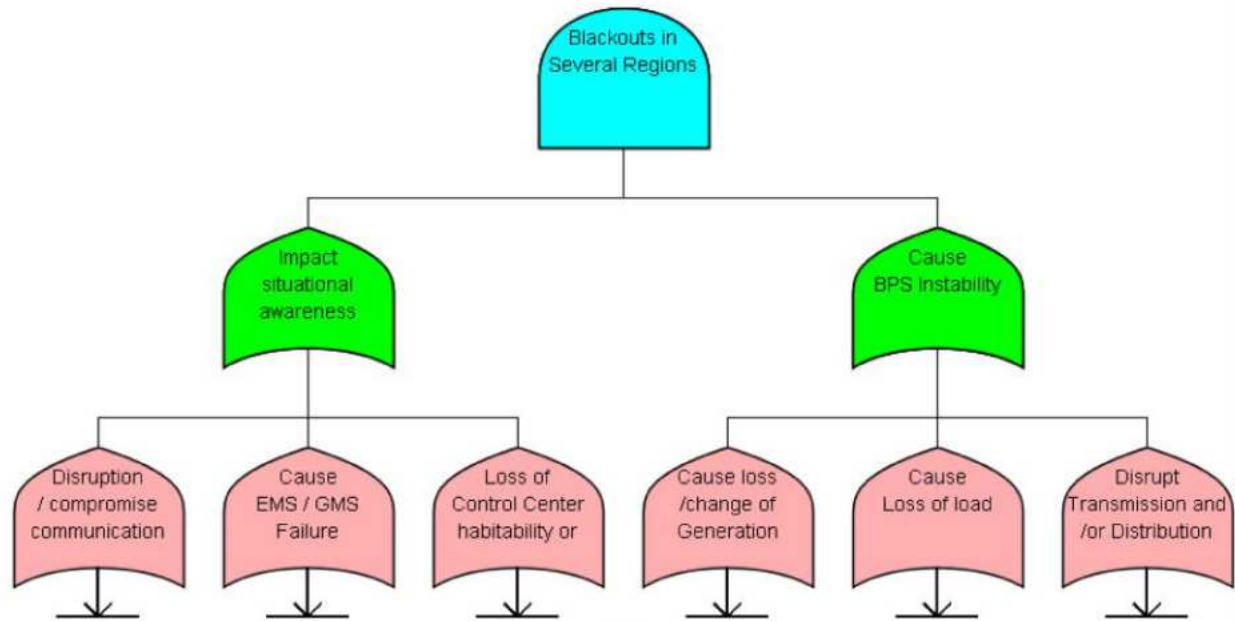 Blackouts in
Several Regions
Impact
situational
awareness
Cause
BPS Instability
Disruption
/ compromise
communication
Cause
EMS / GMS
Failure
Loss of
Control Center
habitability or
Cause loss
/change of
Generation
Cause
Loss of load
Disrupt
Transmission and
/or Distribution